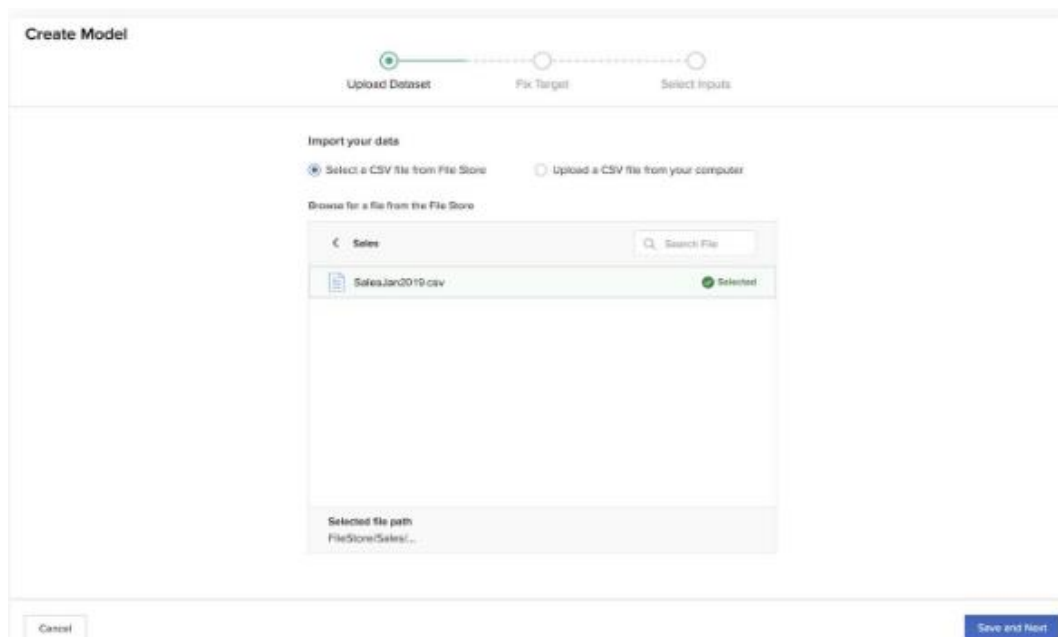 Create Model
Upload Dataset
Fix Target
Select Inputs
Import your data
Select a CSV file from File Store
Upload a CSV file from your computer
Browse for a file from the File Store
Sales
Search File
SalesJan2019.csv
Selected
Selected file path
FileStore/Sales/...
Cancel
Save and Next